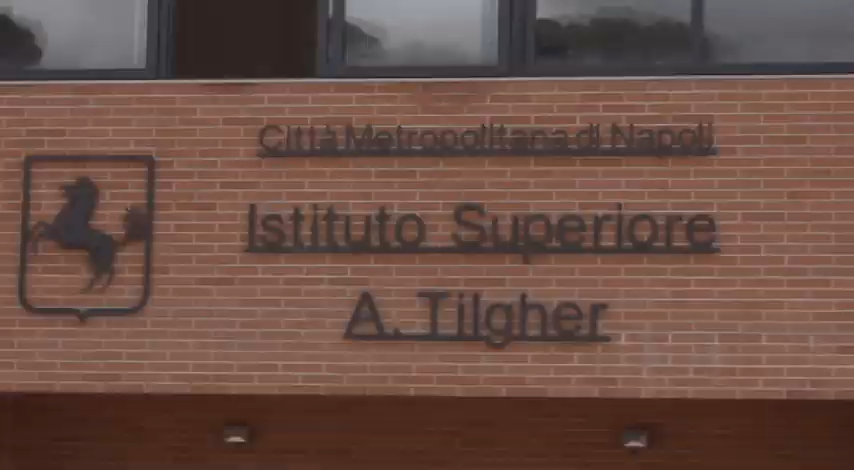 Città Metropolitana di Napoli
Istituto Superiore
A. Tilgher